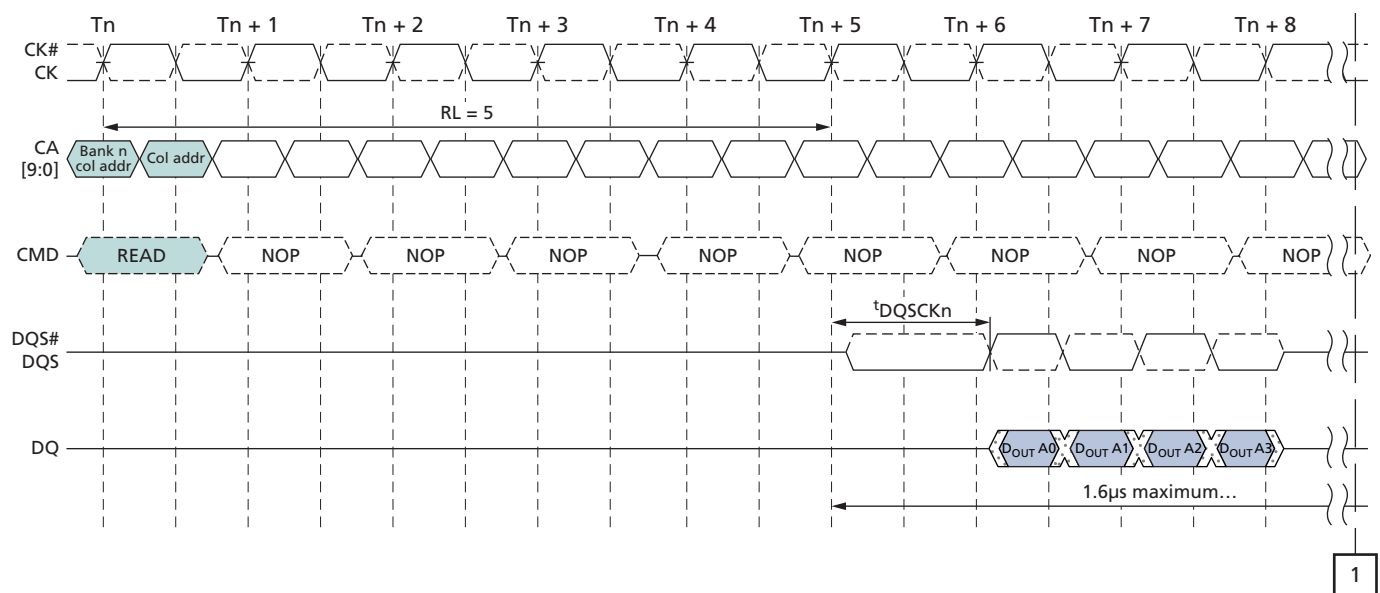 Tn Tn + 1 Tn + 2 Tn + 3 Tn + 4 Tn + 5 Tn + 6 Tn + 7 Tn + 8
CK#
CK
RL = 5
CA
[9:0]
Bank n
col addr
Col addr
CMD READ NOP NOP NOP NOP NOP NOP NOP NOP
tDQSCKn
DQS#
DQS
DQ DOUT A0 DOUT A1 DOUT A2 DOUT A3
1.6µs maximum…
1